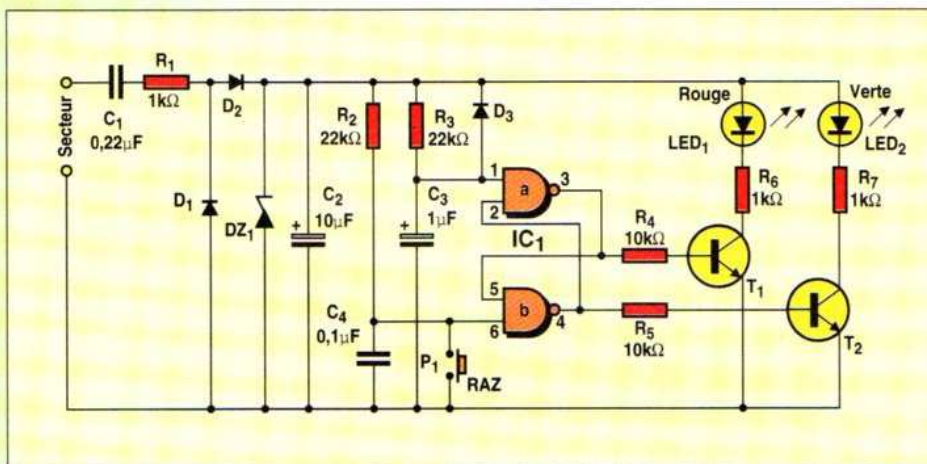 Secteur
C1
0,22µF
R1
1kΩ
D2
D1
DZ1
+
C2
10µF
R2
22kΩ
R3
22kΩ
D3
+
C3
1µF
C4
0,1µF
P1
RAZ
1
2
a
3
IC1
5
6
b
4
R4
10kΩ
R5
10kΩ
Rouge
LED1
R6
1kΩ
T1
Verte
LED2
R7
1kΩ
T2